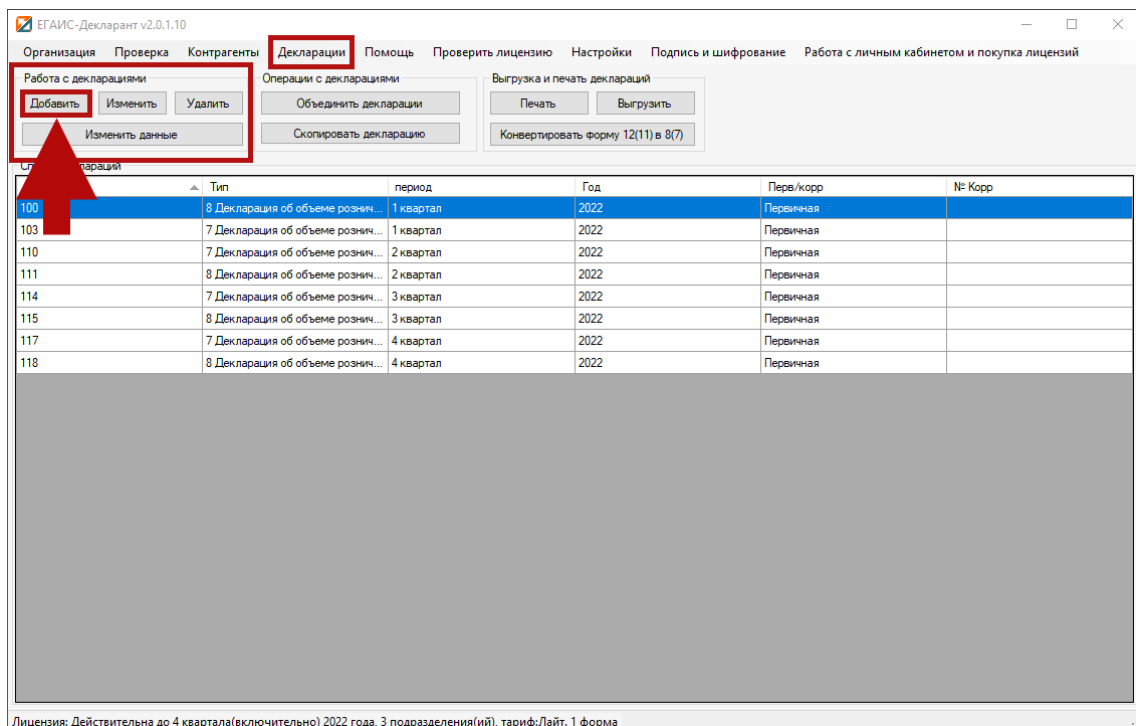 ЕГАИС-Декларант v2.0.1.10
Организация Проверка Контрагенты Декларации Помощь Проверить лицензию Настройки Подпись и шифрование Работа с личным кабинетом и покупка лицензий
Работа с декларациями Операции с декларациями Выгрузка и печать деклараций
Добавить Изменить Удалить Объединить декларации Печать Выгрузить
Изменить данные Скопировать декларацию Конвертировать форму 12(11) в 8(7)
Тип период Год Перв/корр № Корр
100 8 Декларация об объеме рознич... 1 квартал 2022 Первичная
103 7 Декларация об объеме рознич... 1 квартал 2022 Первичная
110 7 Декларация об объеме рознич... 2 квартал 2022 Первичная
111 8 Декларация об объеме рознич... 2 квартал 2022 Первичная
114 7 Декларация об объеме рознич... 3 квартал 2022 Первичная
115 8 Декларация об объеме рознич... 3 квартал 2022 Первичная
117 7 Декларация об объеме рознич... 4 квартал 2022 Первичная
118 8 Декларация об объеме рознич... 4 квартал 2022 Первичная
Лицензия: Действительна до 4 квартала(включительно) 2022 года, 3 подразделения(ий), тариф:Лайт, 1 форма